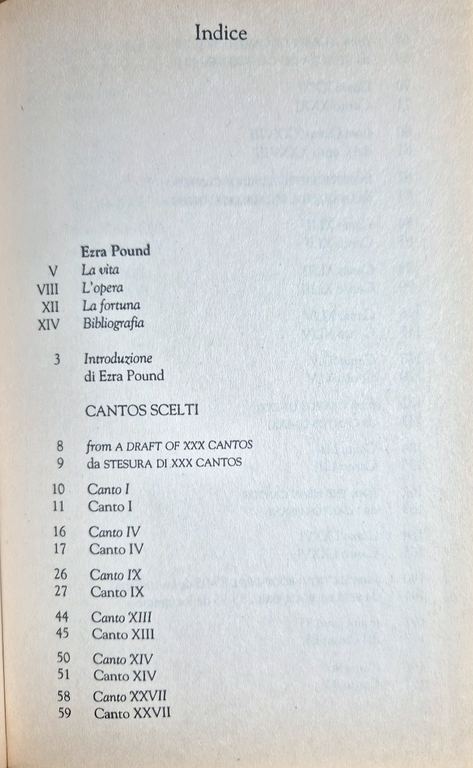 Indice
Ezra Pound
V La vita
VIII L'opera
XII La fortuna
XIV Bibliografia
3 Introduzione
di Ezra Pound
CANTOS SCELTI
8 from A DRAFT OF XXX CANTOS
9 da STESURA DI XXX CANTOS
10 Canto I
11 Canto I
16 Canto IV
17 Canto IV
26 Canto IX
27 Canto IX
44 Canto XIII
45 Canto XIII
50 Canto XIV
51 Canto XIV
58 Canto XXVII
59 Canto XXVII